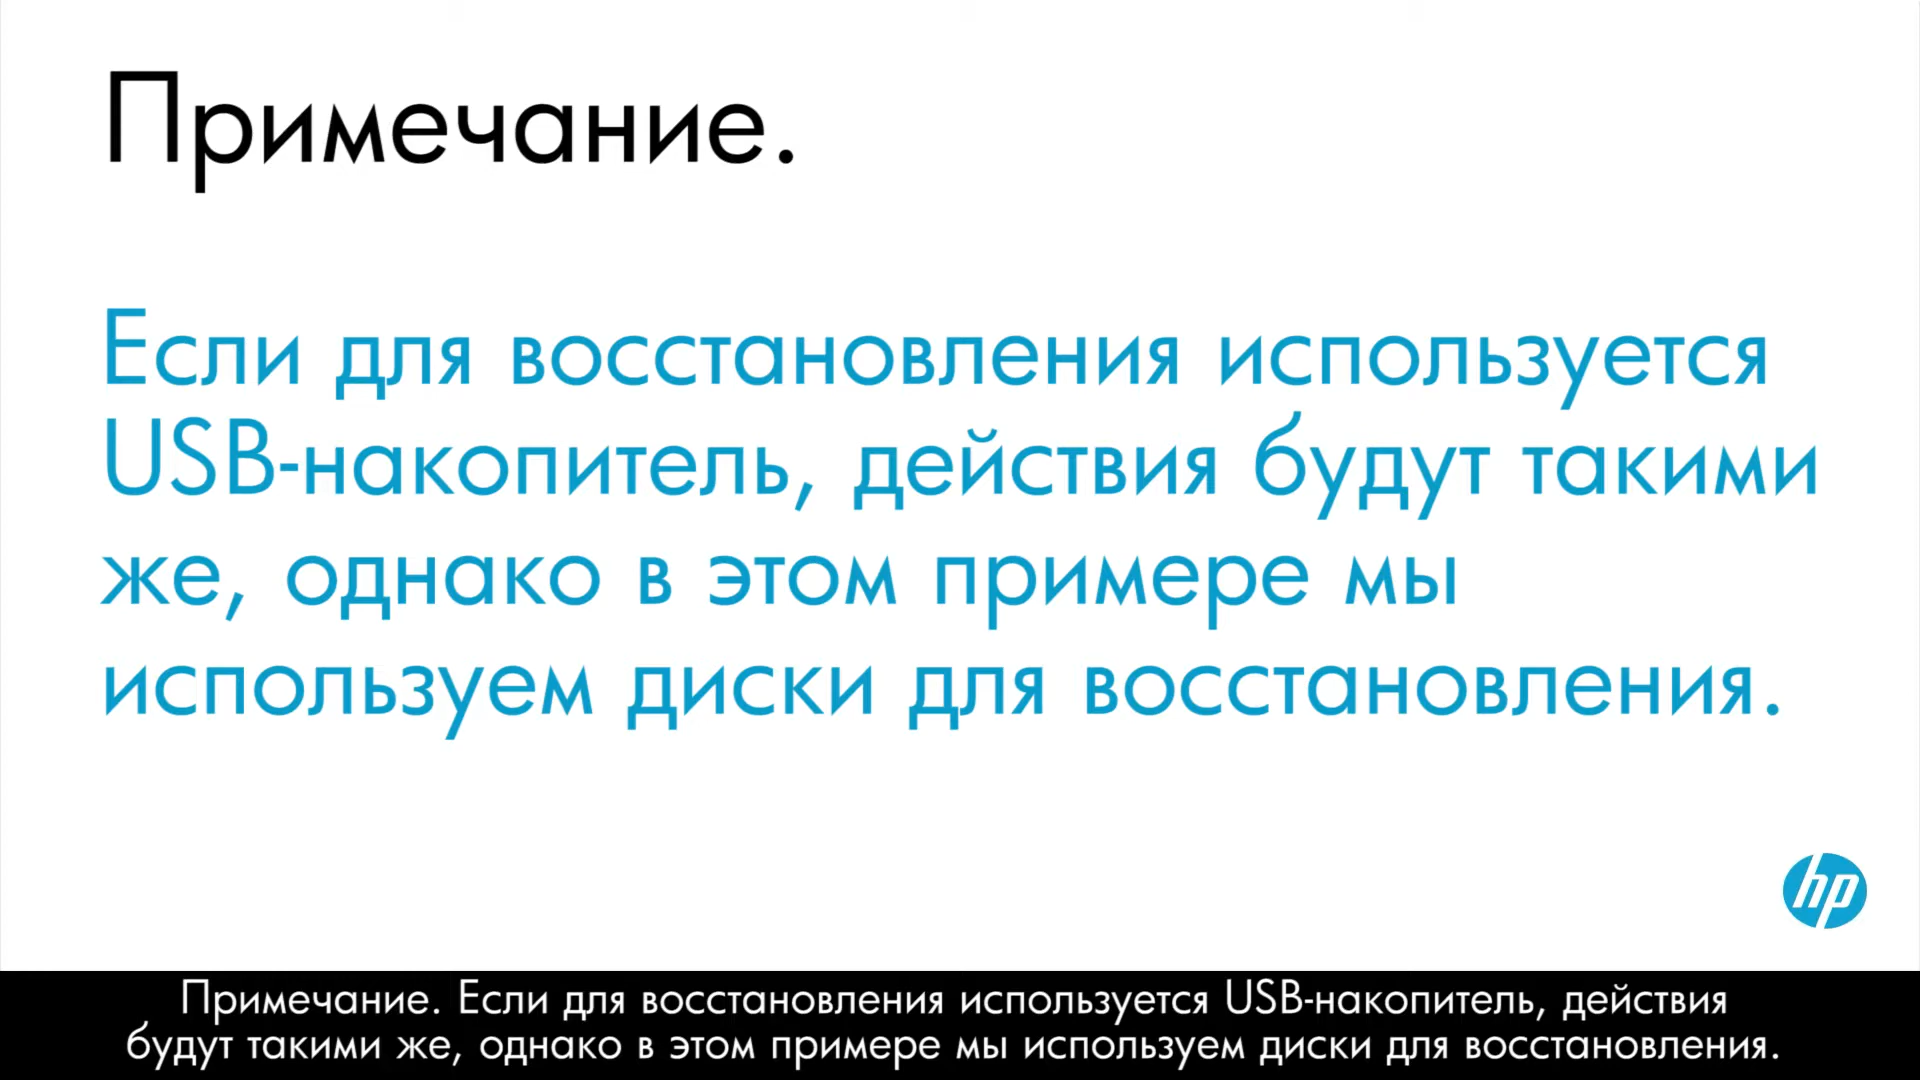 Примечание.
Если для восстановления используется
USB-накопитель, действия будут такими
же, однако в этом примере мы
используем диски для восстановления.
hp
Примечание. Если для восстановления используется USB-накопитель, действия
будут такими же, однако в этом примере мы используем диски для восстановления.